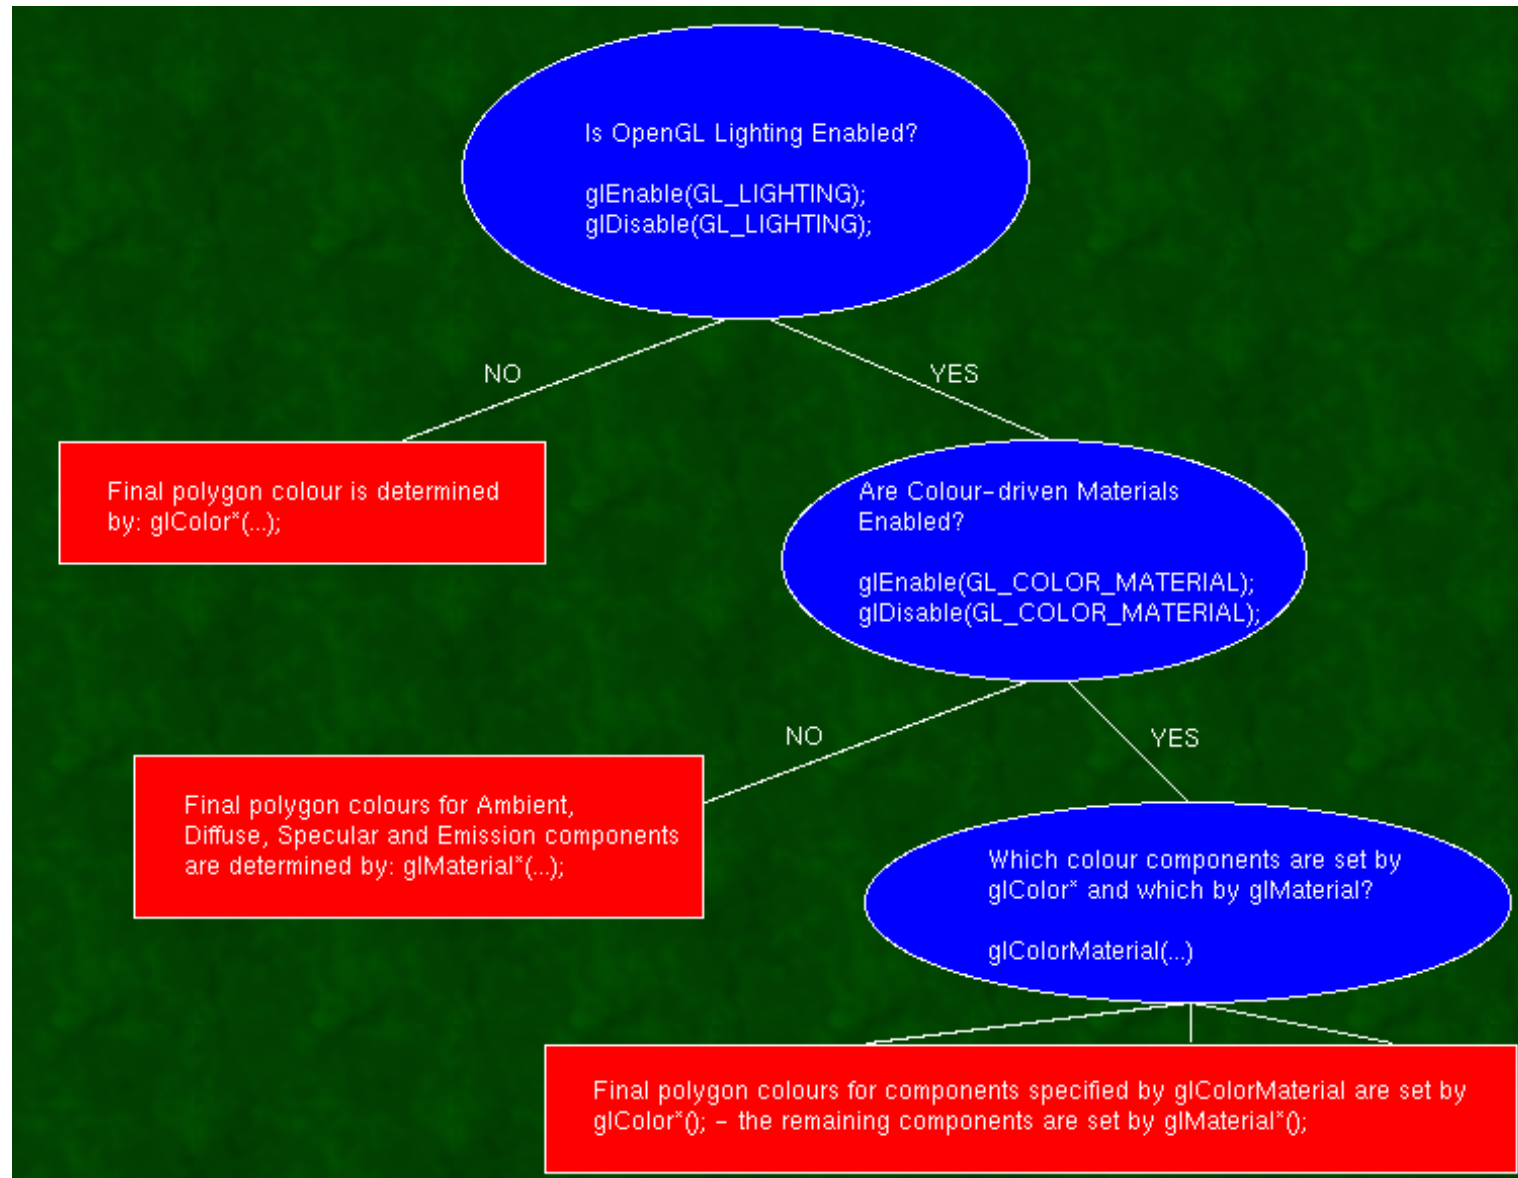 Is OpenGL Lighting Enabled?
glEnable(GL_LIGHTING);
glDisable(GL_LIGHTING);
NO
YES
Final polygon colour is determined
by: glColor*(...);
Are Colour-driven Materials
Enabled?
glEnable(GL_COLOR_MATERIAL);
glDisable(GL_COLOR_MATERIAL);
NO
YES
Final polygon colours for Ambient,
Diffuse, Specular and Emission components
are determined by: glMaterial*(...);
Which colour components are set by
glColor* and which by glMaterial?
glColorMaterial(...)
Final polygon colours for components specified by glColorMaterial are set by
glColor*(); - the remaining components are set by glMaterial*();